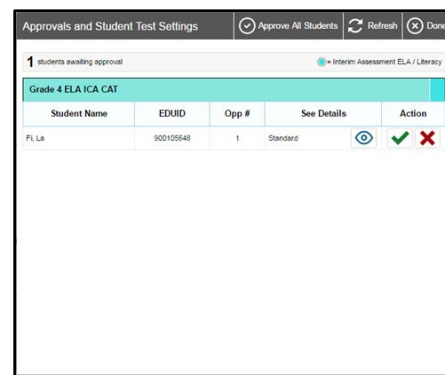 Approvals and Student Test Settings Approve All Students Refresh Done
1 students awaiting approval = Interim Assessment ELA / Literacy
Grade 4 ELA ICA CAT
Student Name EDUID Opp # See Details Action
Fi, La 900105648 1 Standard